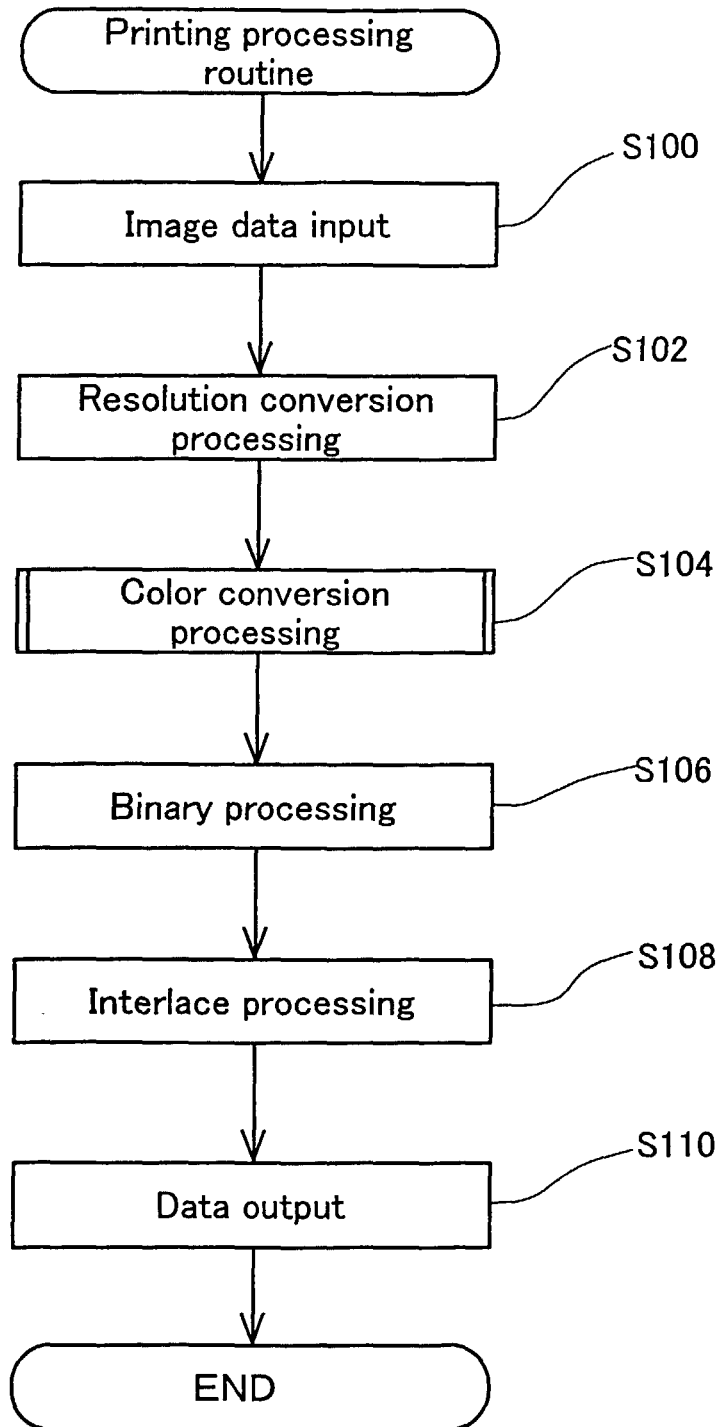 Printing processing
routine
S100
Image data input
S102
Resolution conversion
processing
S104
Color conversion
processing
S106
Binary processing
S108
Interlace processing
S110
Data output
END